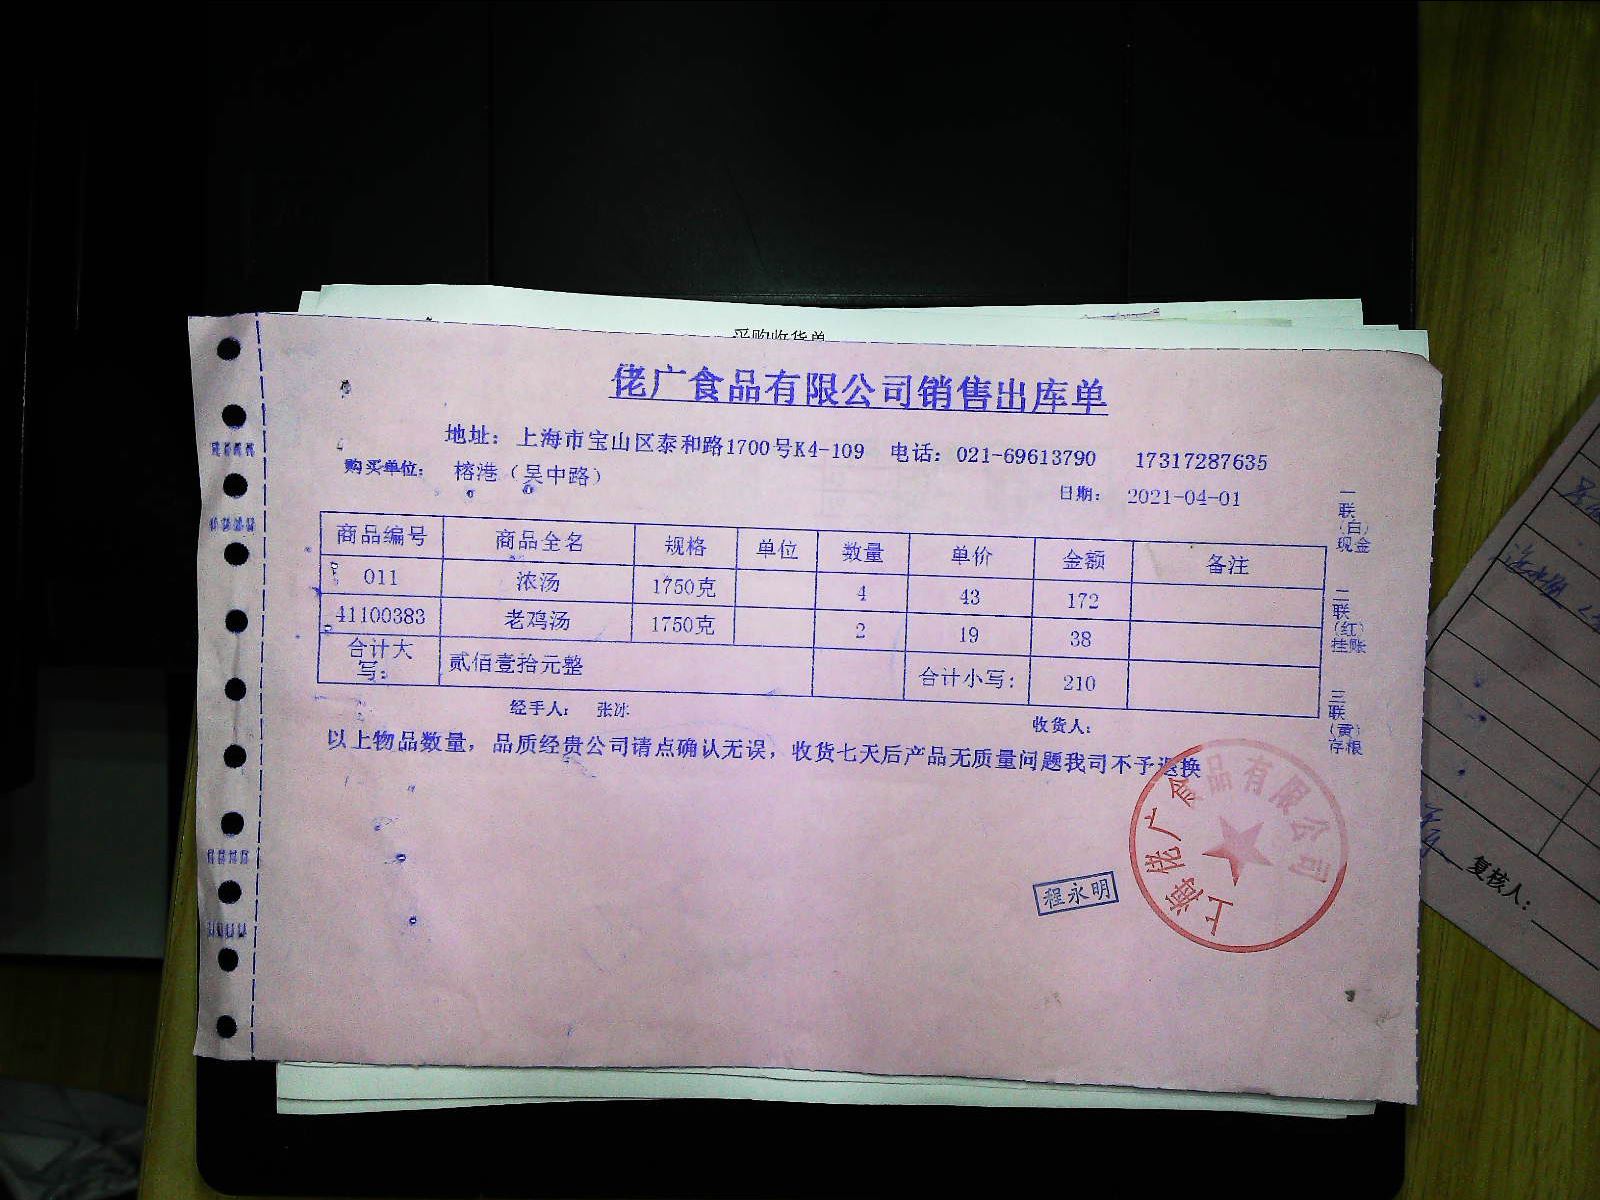 采购收货单
佬广食品有限公司销售出库单
地址：上海市宝山区泰和路1700号K4-109 电话：021-69613790 17317287635
购买单位： 榕港（吴中路）
日期： 2021-04-01
商品编号 商品全名 规格 单位 数量 单价 金额 备注
011 浓汤 1750克 4 43 172
41100383 老鸡汤 1750克 2 19 38
合计大写： 贰佰壹拾元整 合计小写： 210
经手人： 张冰 收货人：
以上物品数量，品质经贵公司请点确认无误，收货七天后产品无质量问题我司不予退换
一联（白）现金
二联（红）挂账
三联（黄）存根
上海佬广食品有限公司
程永明
复核人：